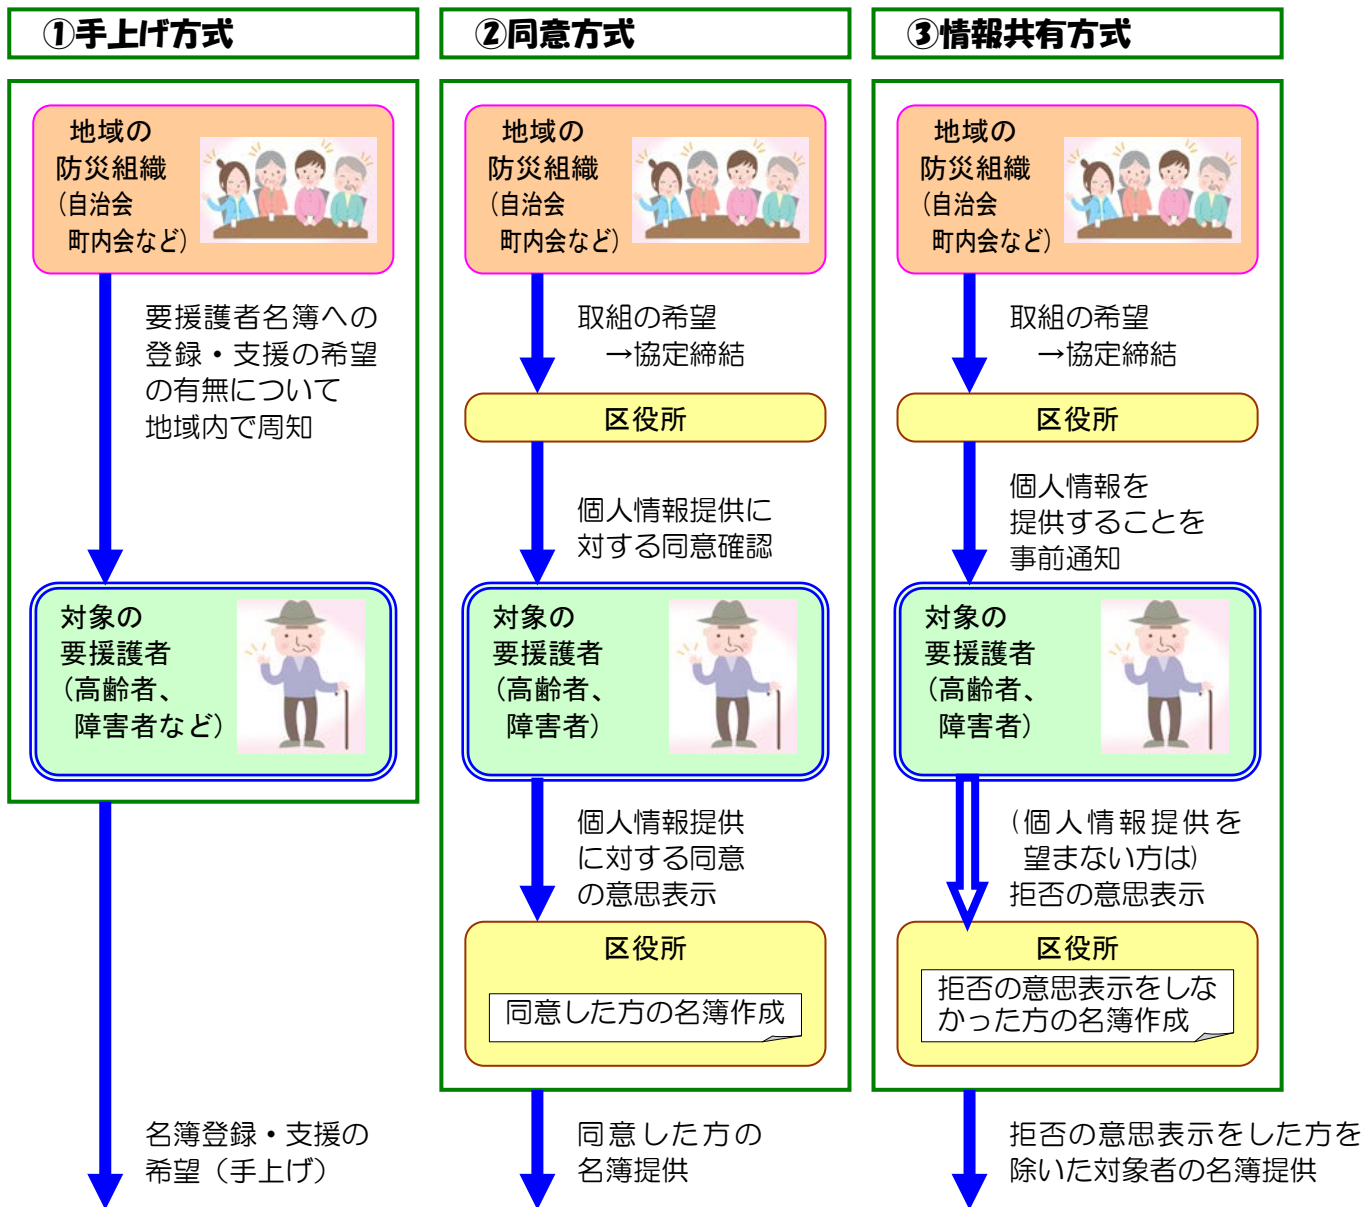 ①手上げ方式
地域の
防災組織
(自治会
町内会など)
要援護者名簿への
登録・支援の希望
の有無について
地域内で周知
対象の
要援護者
(高齢者、
障害者など)
名簿登録・支援の
希望（手上げ）
②同意方式
地域の
防災組織
(自治会
町内会など)
取組の希望
→協定締結
区役所
個人情報提供に
対する同意確認
対象の
要援護者
(高齢者、
障害者)
個人情報提供
に対する同意
の意思表示
区役所
同意した方の名簿作成
同意した方の
名簿提供
③情報共有方式
地域の
防災組織
(自治会
町内会など)
取組の希望
→協定締結
区役所
個人情報を
提供することを
事前通知
対象の
要援護者
(高齢者、
障害者)
(個人情報提供を
望まない方は)
拒否の意思表示
区役所
拒否の意思表示をしな
かった方の名簿作成
拒否の意思表示をした方を
除いた対象者の名簿提供